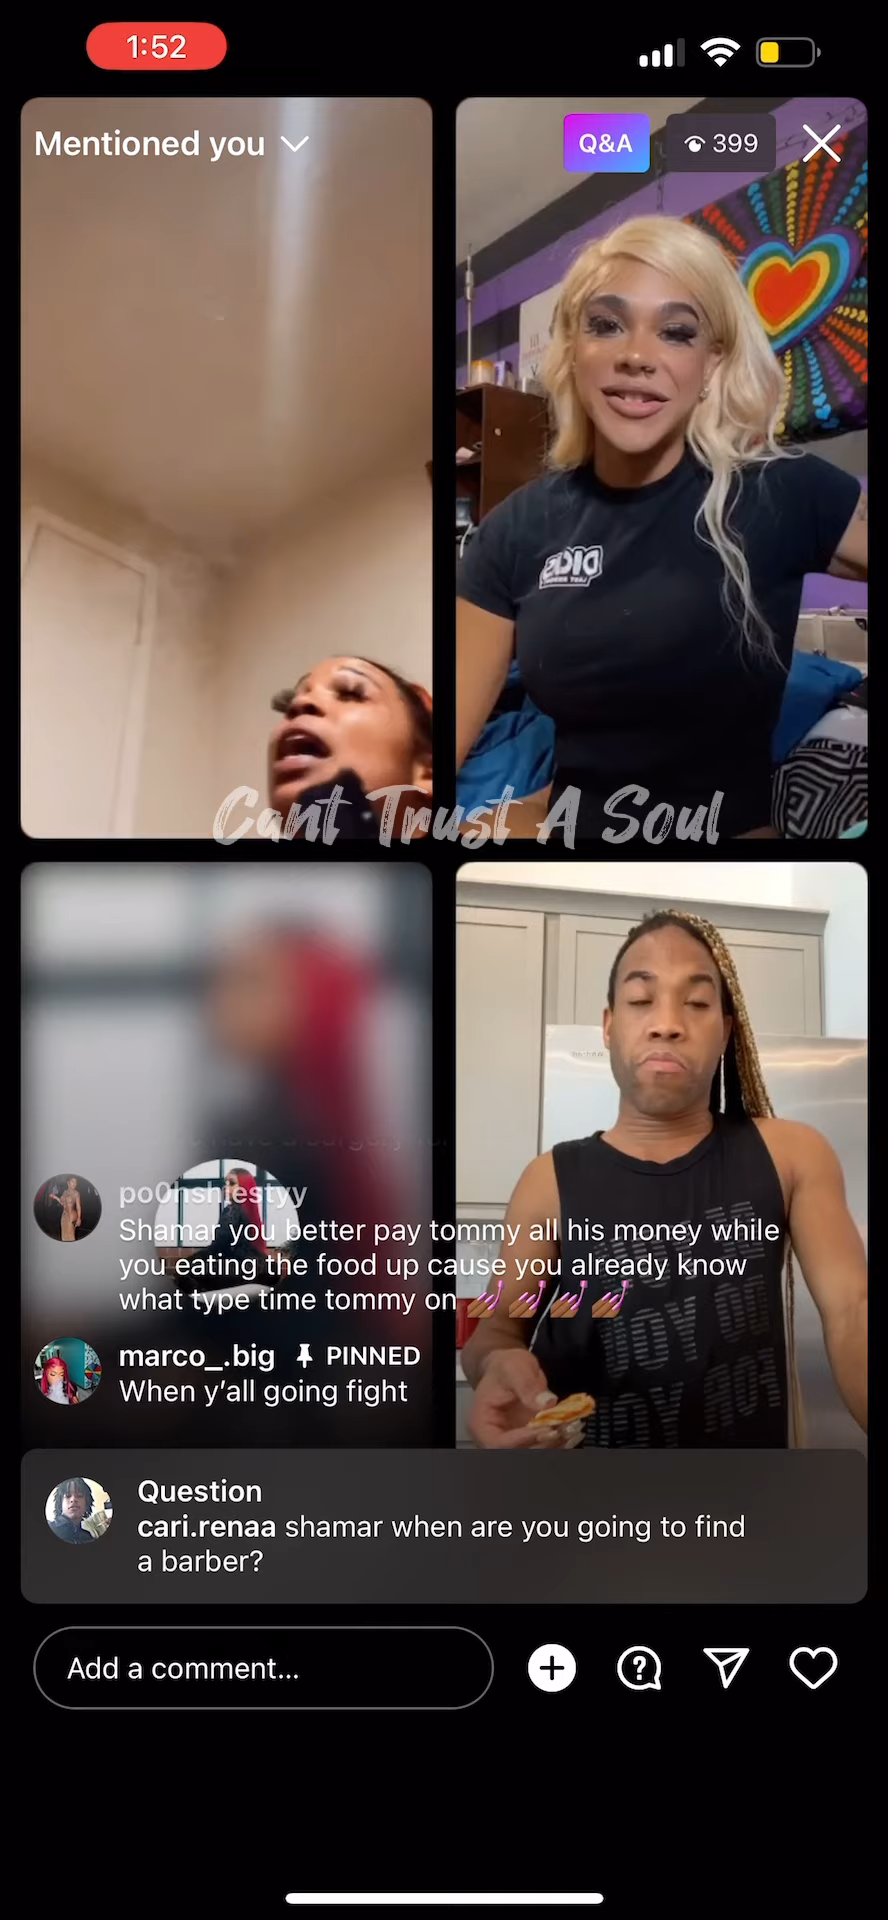 1:52
Mentioned you
Q&A
399
Cant Trust A Soul
po0hshiestyy
Shamar you better pay tommy all his money while
you eating the food up cause you already know
what type time tommy on 💅🏾💅🏾💅🏾💅🏾
marco_.big PINNED
When y'all going fight
Question
cari.renaa shamar when are you going to find
a barber?
Add a comment...